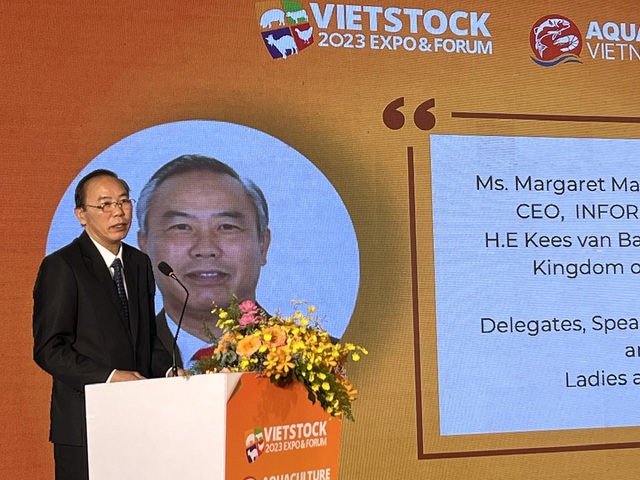 VIETSTOCK
2023 EXPO & FORUM
AQUA
VIETN
“
Ms. Margaret Ma
CEO, INFOR
H.E Kees van Ba
Kingdom o
Delegates, Spea
an
Ladies a
VIETSTOCK
2023 EXPO & FORUM
AQUACULTURE